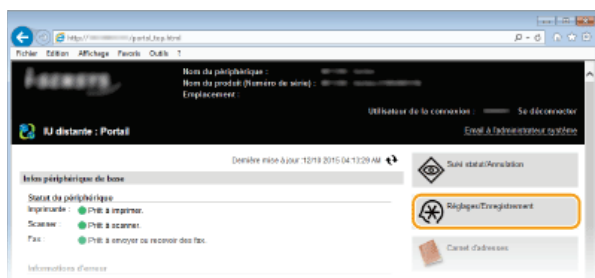 http:// /portal_top.html
Fichier Edition Affichage Favoris Outils ?
Nom du périphérique :
Nom du produit (Numéro de série) :
Emplacement :
Utilisateur de la connexion : Se déconnecter
IU distante : Portail
Email à l'administrateur système
Dernière mise à jour :12/10 2015 04:13:29 AM
Suivi statut/Annulation
Infos périphérique de base
Statut du périphérique
Imprimante : Prêt à imprimer.
Réglages/Enregistrement
Scanner : Prêt à scanner.
Fax : Prêt à envoyer ou recevoir des fax.
Carnet d'adresses
Informations d'erreur